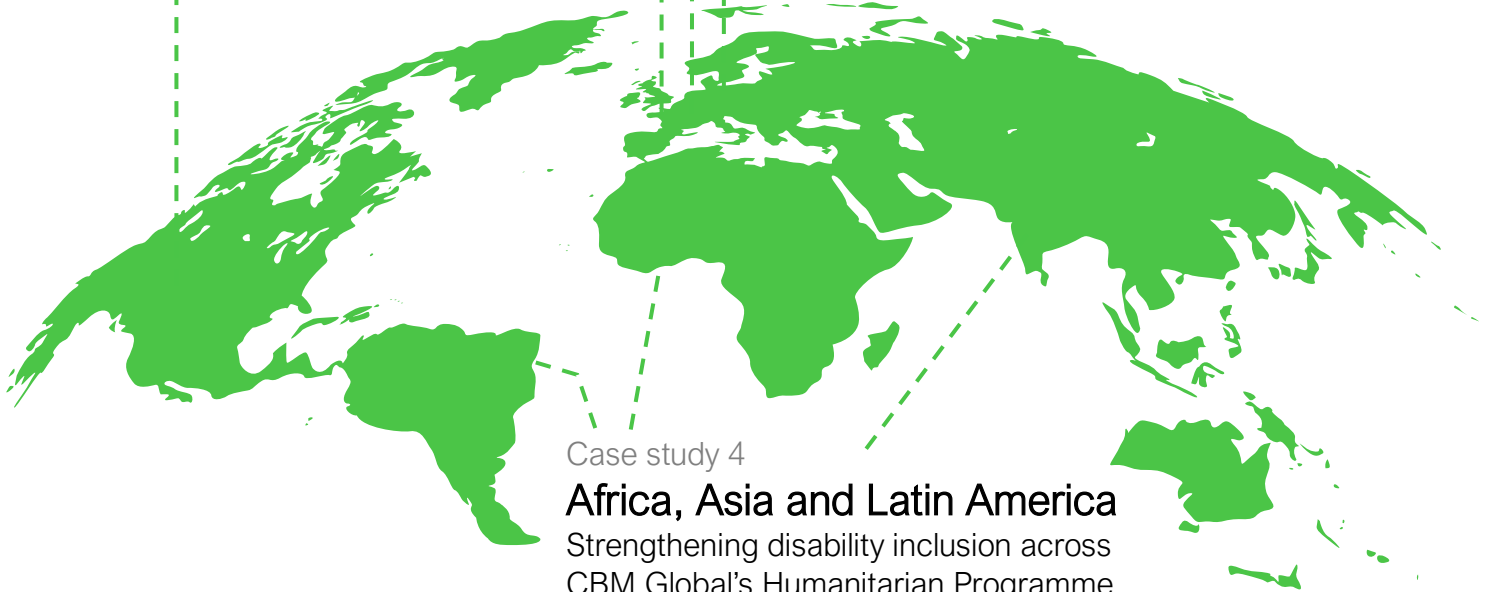 Case study 4
Africa, Asia and Latin America
Strengthening disability inclusion across
CBM Global's Humanitarian Programme